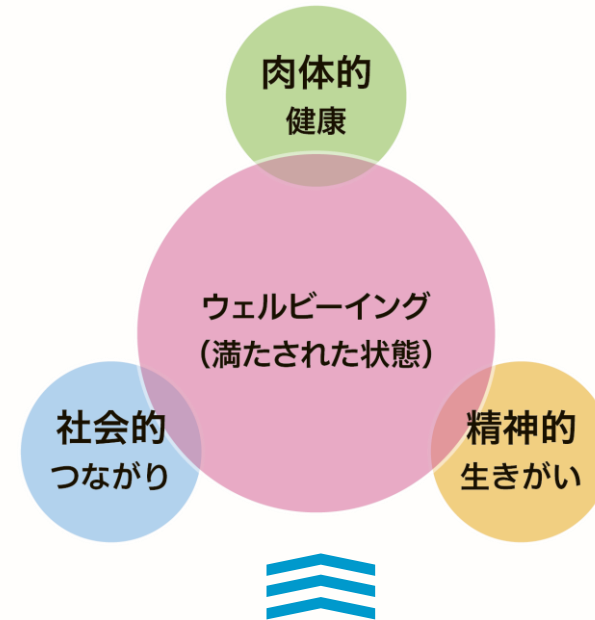 肉体的
健康
ウェルビーイング
（満たされた状態）
社会的
つながり
精神的
生きがい